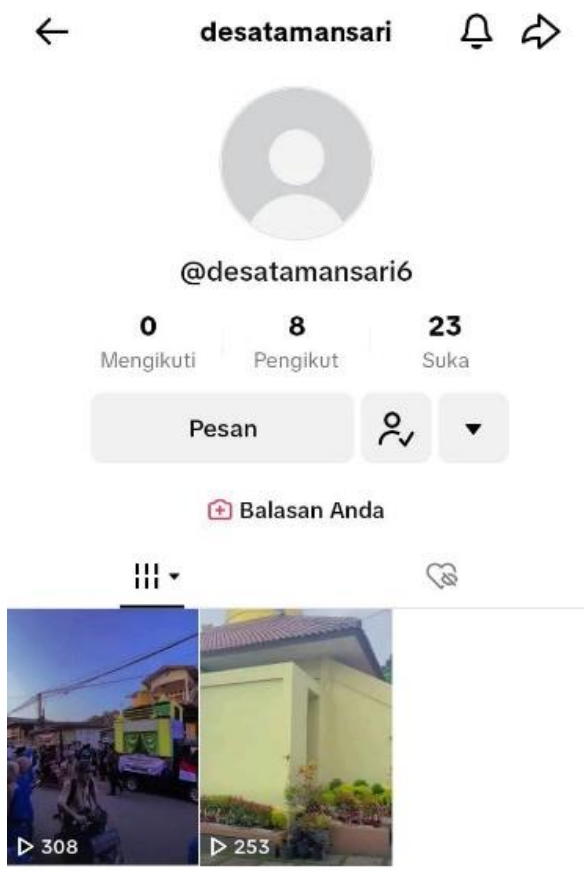 desatamansari
@desatamansari6
0 8 23
Mengikuti Pengikut Suka
Pesan
Balasan Anda
308 253